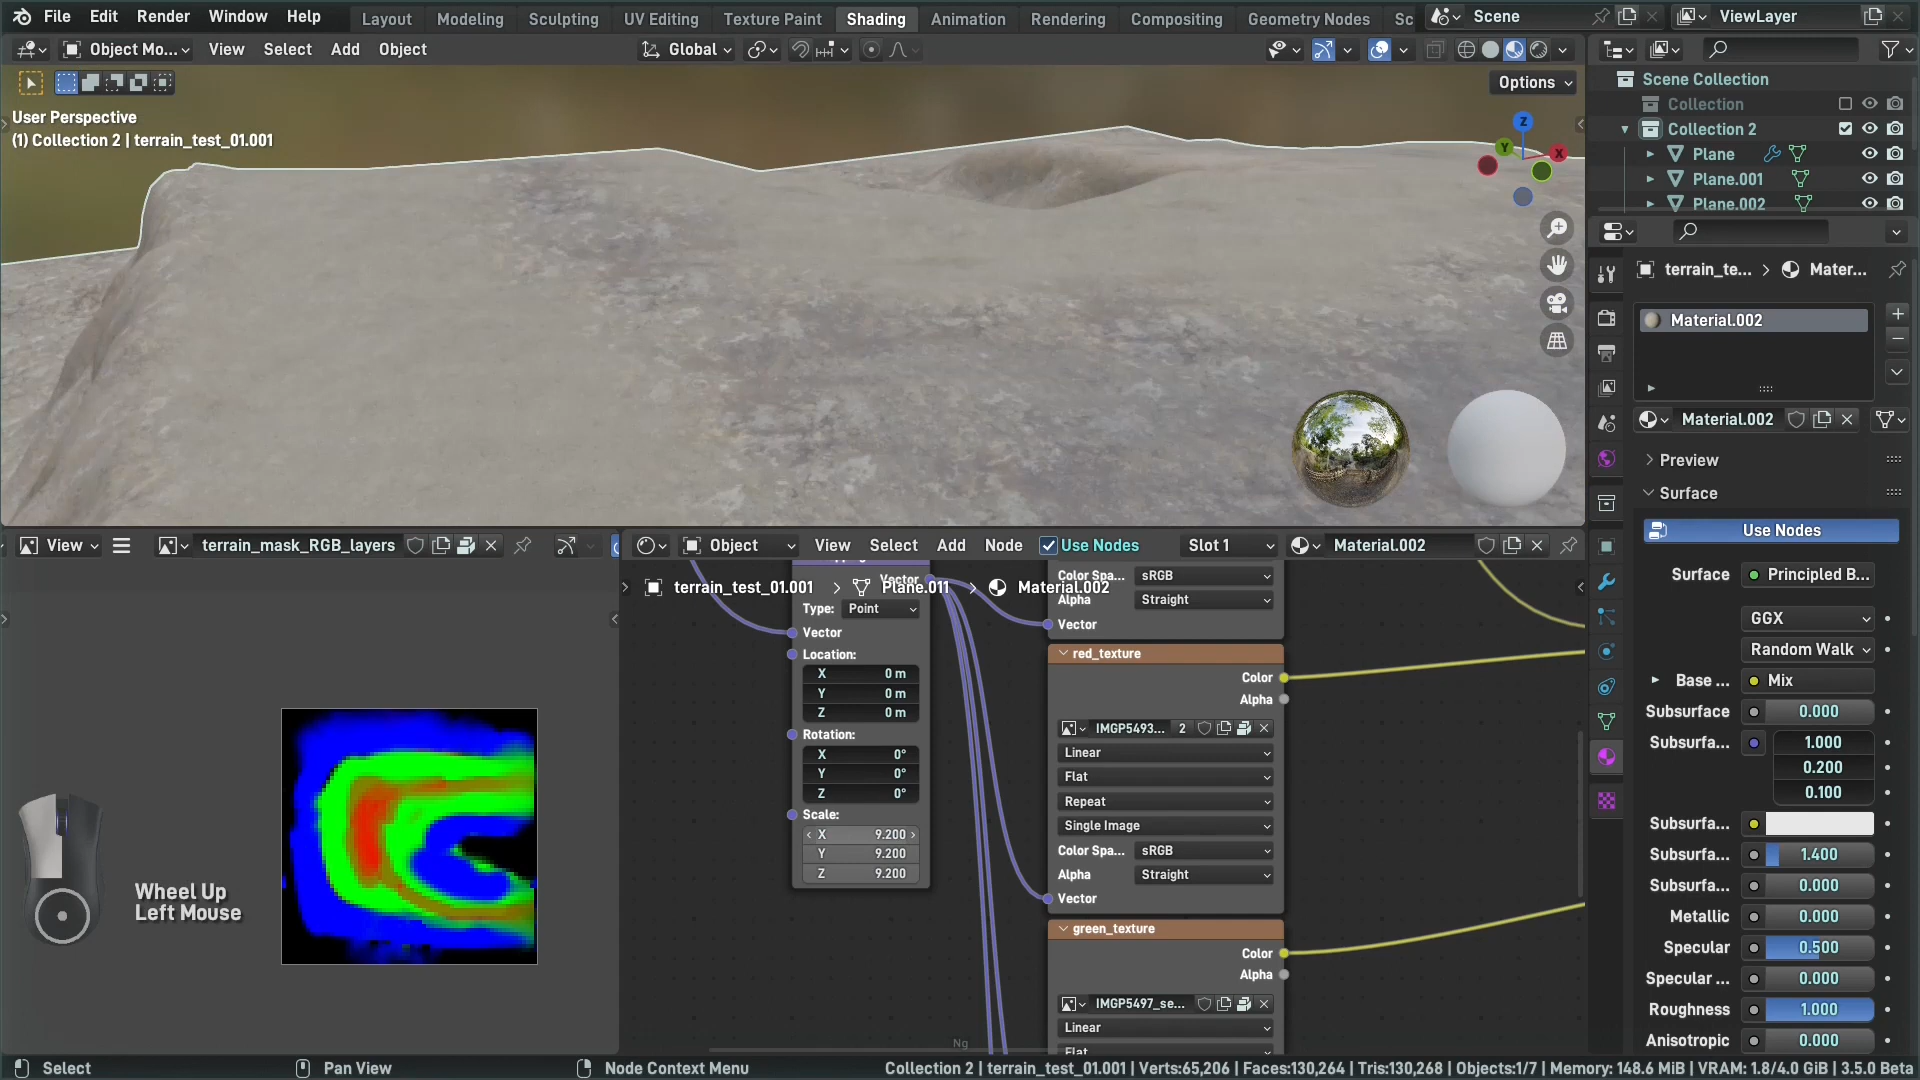 File Edit Render Window Help Layout Modeling Sculpting UV Editing Texture Paint Shading Animation Rendering Compositing Geometry Nodes Sc Scene ViewLayer
Object Mo... View Select Add Object Global
Options
User Perspective
(1) Collection 2 | terrain_test_01.001
Z
Y
X
Scene Collection
Collection
Collection 2
Plane
Plane.001
Plane.002
terrain_te... Mater...
Material.002
Material.002
Preview
Surface
Use Nodes
Surface Principled B...
GGX
Random Walk
Base ... Mix
Subsurface 0.000
Subsurfa... 1.000
0.200
0.100
Subsurfa...
Subsurfa... 1.400
Subsurfa... 0.000
Metallic 0.000
Specular 0.500
Specular ... 0.000
Roughness 1.000
Anisotropic 0.000
View terrain_mask_RGB_layers
Wheel Up
Left Mouse
Object View Select Add Node Use Nodes Slot 1 Material.002
terrain_test_01.001 Plane.011 Material.002
Vector
Type: Point
Vector
Location:
X 0 m
Y 0 m
Z 0 m
Rotation:
X 0°
Y 0°
Z 0°
Scale:
X 9.200
Y 9.200
Z 9.200
Color Spa... sRGB
Alpha Straight
Vector
red_texture
Color
Alpha
IMGP5493... 2
Linear
Flat
Repeat
Single Image
Color Spa... sRGB
Alpha Straight
Vector
green_texture
Color
Alpha
IMGP5497_se...
Linear
Flat
Ng
Select Pan View Node Context Menu Collection 2 | terrain_test_01.001 | Verts:65,206 | Faces:130,264 | Tris:130,268 | Objects:1/7 | Memory: 148.6 MiB | VRAM: 1.8/4.0 GiB | 3.5.0 Beta